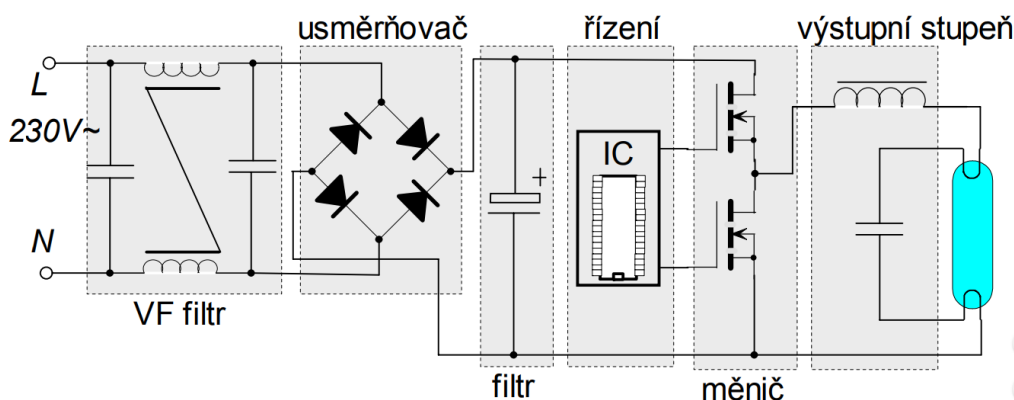 usměrňovač
řízení
výstupní stupeň
L
230V~
N
IC
+
VF filtr
filtr
měnič